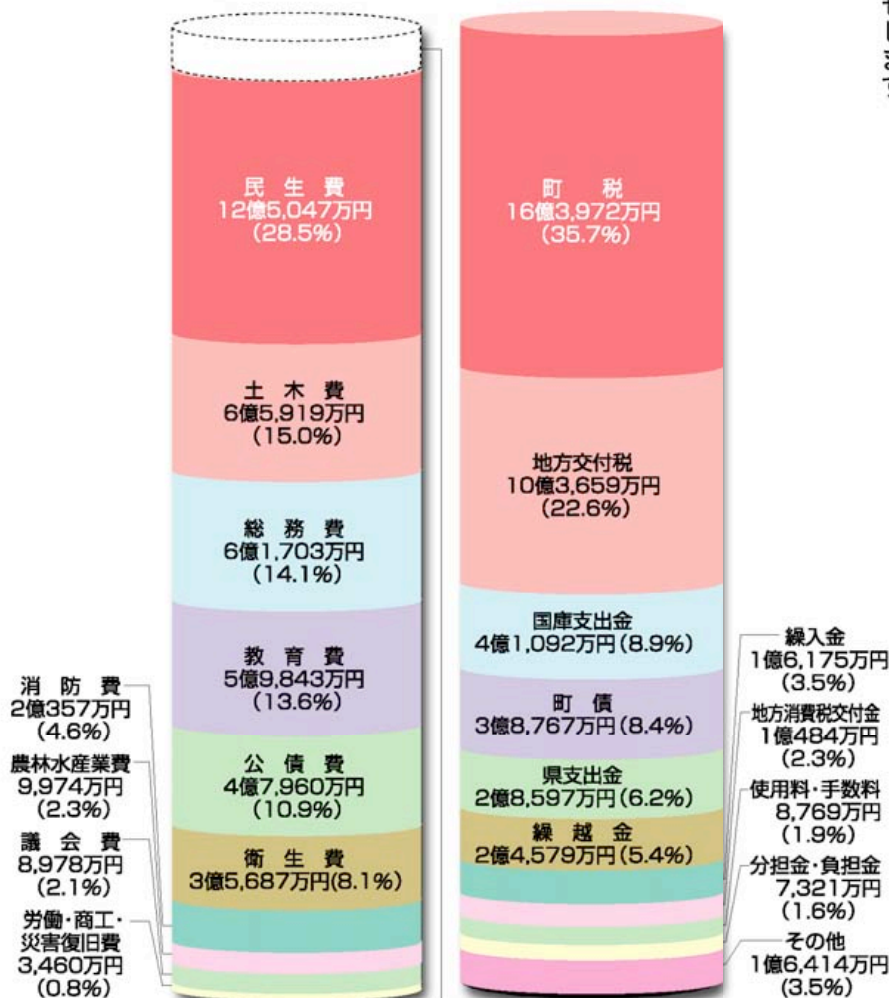 民生費
12億5,047万円
(28.5%)
土木費
6億5,919万円
(15.0%)
総務費
6億1,703万円
(14.1%)
教育費
5億9,843万円
(13.6%)
公債費
4億7,960万円
(10.9%)
衛生費
3億5,687万円(8.1%)
消防費
2億357万円
(4.6%)
農林水産業費
9,974万円
(2.3%)
議会費
8,978万円
(2.1%)
労働・商工・
災害復旧費
3,460万円
(0.8%)
町税
16億3,972万円
(35.7%)
地方交付税
10億3,659万円
(22.6%)
国庫支出金
4億1,092万円(8.9%)
町債
3億8,767万円(8.4%)
県支出金
2億8,597万円(6.2%)
繰越金
2億4,579万円(5.4%)
繰入金
1億6,175万円
(3.5%)
地方消費税交付金
1億484万円
(2.3%)
使用料・手数料
8,769万円
(1.9%)
分担金・負担金
7,321万円
(1.6%)
その他
1億6,414万円
(3.5%)
します